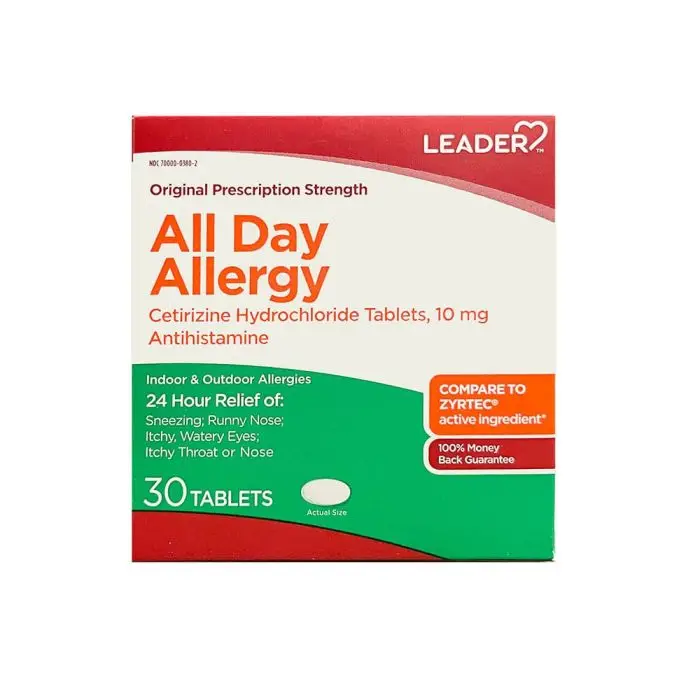 LEADER™
NDC 70000-0380-2
Original Prescription Strength
All Day
Allergy
Cetirizine Hydrochloride Tablets, 10 mg
Antihistamine
Indoor & Outdoor Allergies
24 Hour Relief of:
Sneezing; Runny Nose;
Itchy, Watery Eyes;
Itchy Throat or Nose
COMPARE TO
ZYRTEC®
active ingredient*
100% Money
Back Guarantee
30 TABLETS
Actual Size